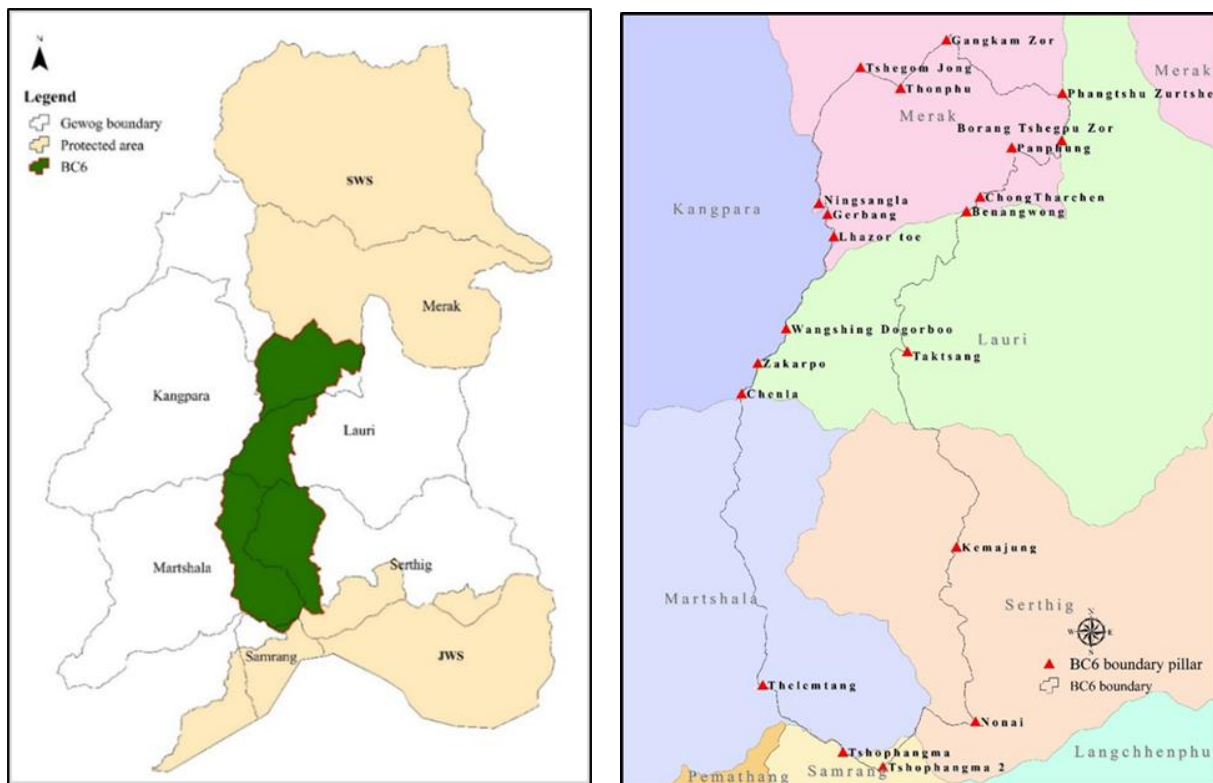 N
Legend
Gewog boundary
Protected area
BC6
SWS
Merak
Kangpara
Lauri
Martshala
Serthig
Samrang
JWS
Gangkam Zor
Tshegom Jong
Thonphu
Merak
Phangtshu Zurtshe
Merak
Borang Tshegpu Zor
Panphung
Kangpara
Ningsangla
ChongTharchen
Gerbang
Benangwong
Lhazor toe
Wangshing Dogorboo
Lauri
Taktsang
Zakarpo
Chenla
Kemajung
Martshala
Serthig
N
W E
S
BC6 boundary pillar
BC6 boundary
Thelemtang
Nonai
Tshophangma
Langchhenphu
Tshophangma 2
Pemathang
Samrang